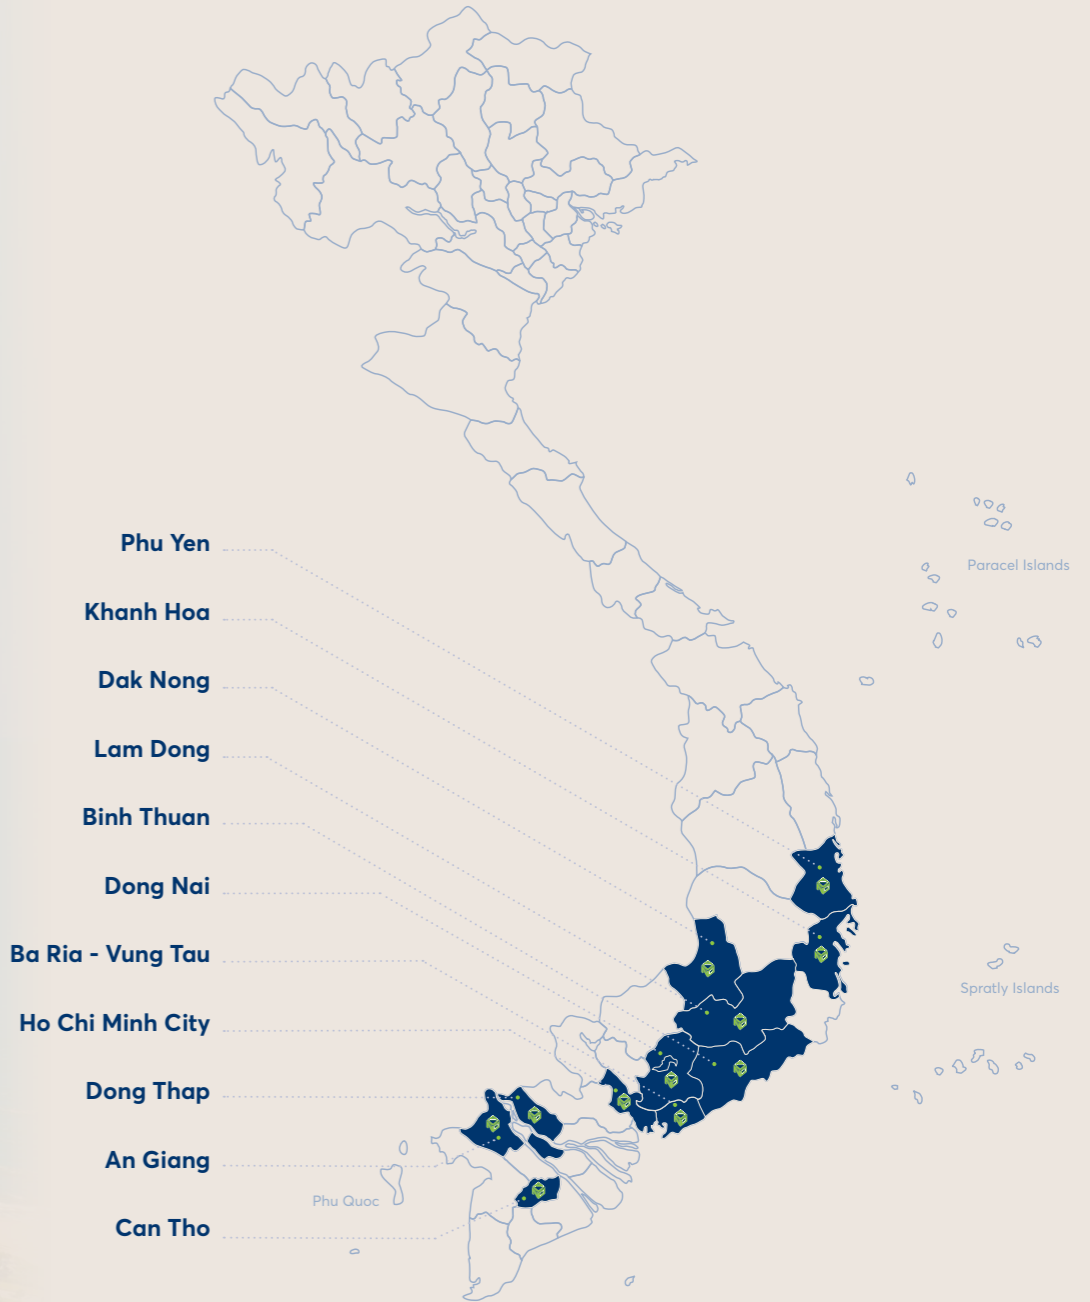 Phu Yen
Khanh Hoa
Dak Nong
Lam Dong
Binh Thuan
Dong Nai
Ba Ria - Vung Tau
Ho Chi Minh City
Dong Thap
An Giang
Can Tho
Paracel Islands
Spratly Islands
Phu Quoc